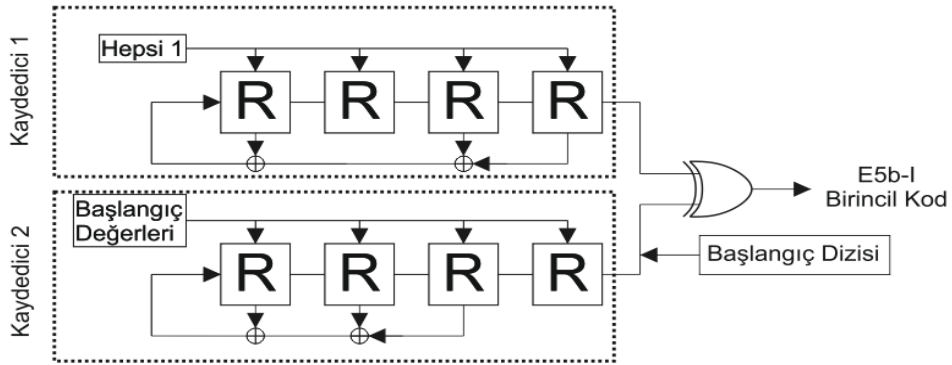 Kaydedici 1
Hepsi 1
R R R R
E5b-I
Birincil Kod
Kaydedici 2
Başlangıç
Değerleri
R R R R
Başlangıç Dizisi